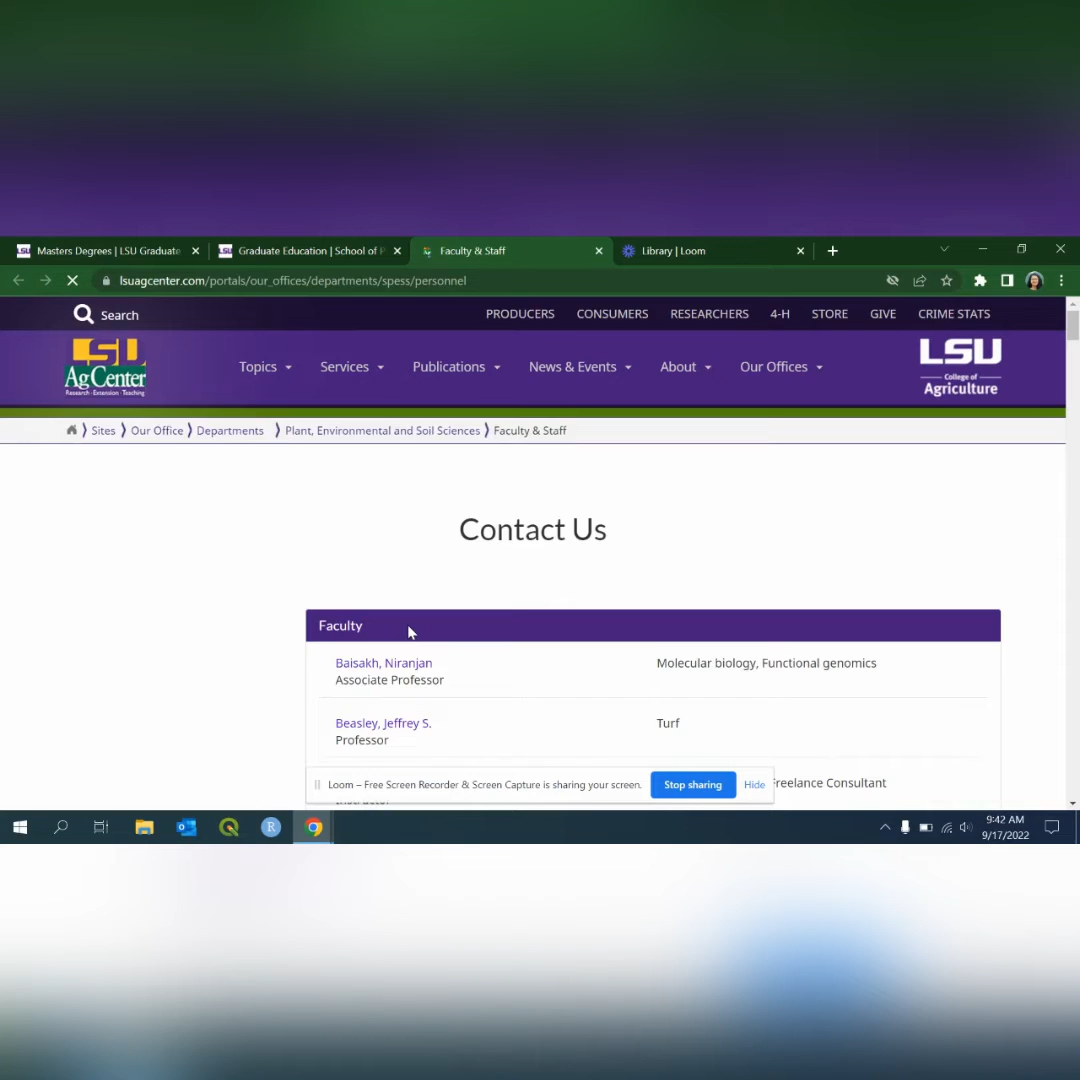 Masters Degrees | LSU Graduate
Graduate Education | School of P
Faculty & Staff
Library | Loom
lsuagcenter.com/portals/our_offices/departments/spess/personnel
Search
PRODUCERS CONSUMERS RESEARCHERS 4-H STORE GIVE CRIME STATS
LSU
AgCenter
Research · Extension · Teaching
Topics Services Publications News & Events About Our Offices
LSU
College of
Agriculture
Sites Our Office Departments Plant, Environmental and Soil Sciences Faculty & Staff
Contact Us
Faculty
Baisakh, Niranjan Molecular biology, Functional genomics
Associate Professor
Beasley, Jeffrey S. Turf
Professor
Freelance Consultant
Loom – Free Screen Recorder & Screen Capture is sharing your screen. Stop sharing Hide
Instructor
R
9:42 AM
9/17/2022